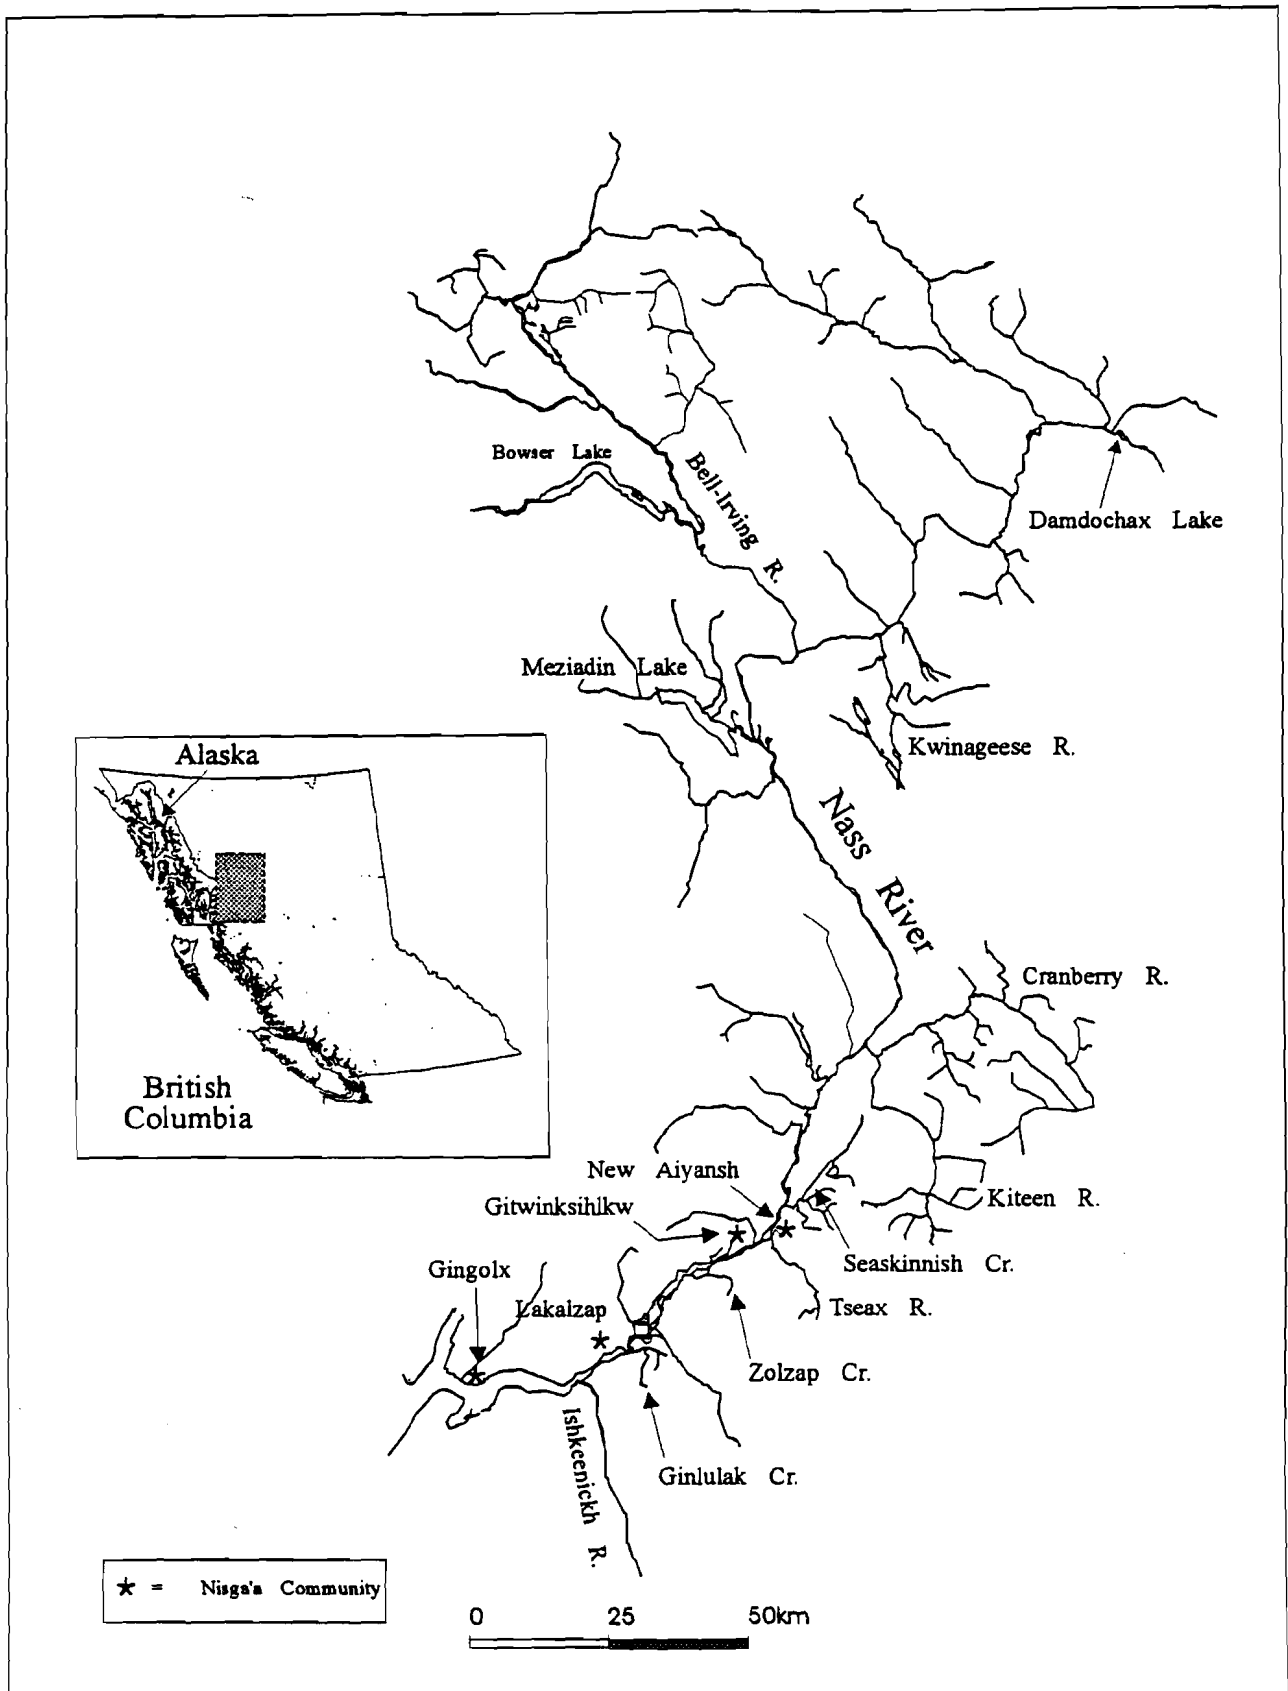 Bowser Lake
Bell-Irving R.
Damdochax Lake
Meziadin Lake
Kwinageese R.
Alaska
Nass River
Cranberry R.
British
Columbia
New Aiyansh
Gitwinksihlkw
Kiteen R.
Seaskinnish Cr.
Gingolx
Lakalzap
Tseax R.
Zolzap Cr.
Ishkeenickh R.
Ginlulak Cr.
★ = Nisga'a Community
0 25 50km